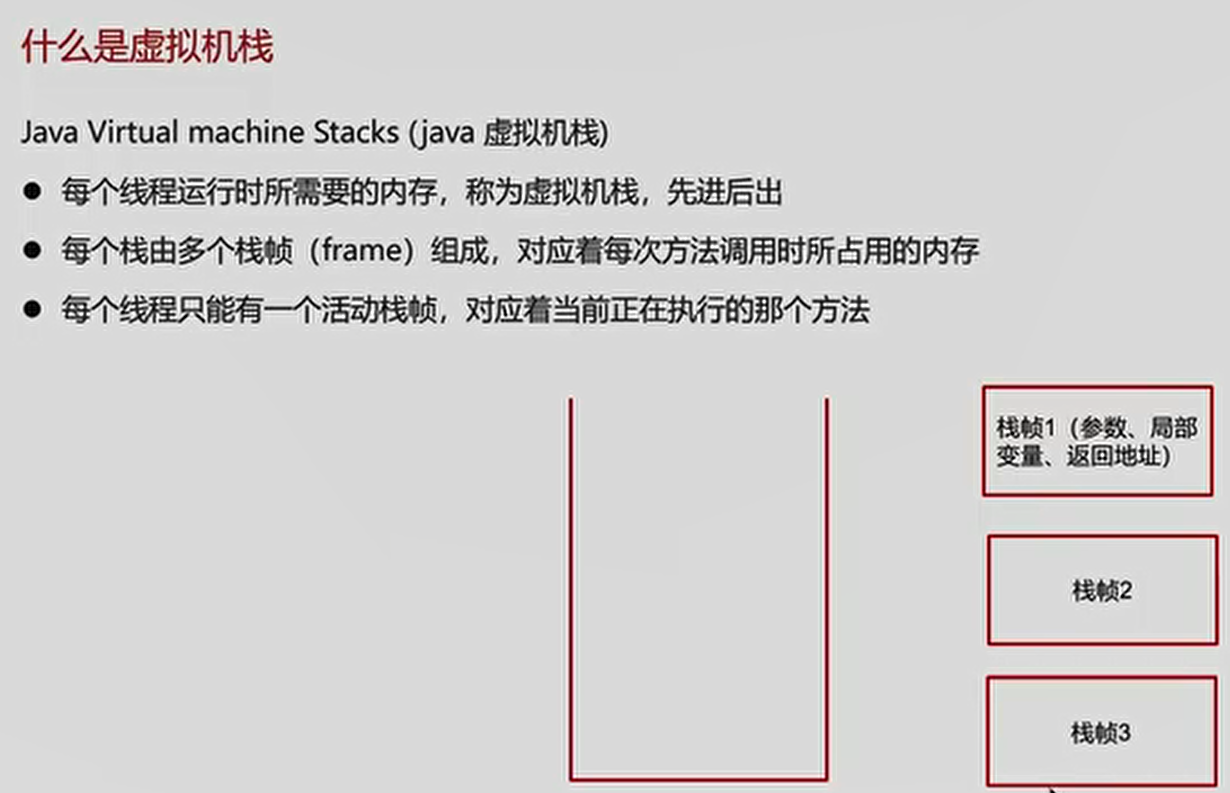 什么是虚拟机栈
Java Virtual machine Stacks (java 虚拟机栈)
● 每个线程运行时所需要的内存，称为虚拟机栈，先进后出
● 每个栈由多个栈帧（frame）组成，对应着每次方法调用时所占用的内存
● 每个线程只能有一个活动栈帧，对应着当前正在执行的那个方法
栈帧1（参数、局部
变量、返回地址）
栈帧2
栈帧3